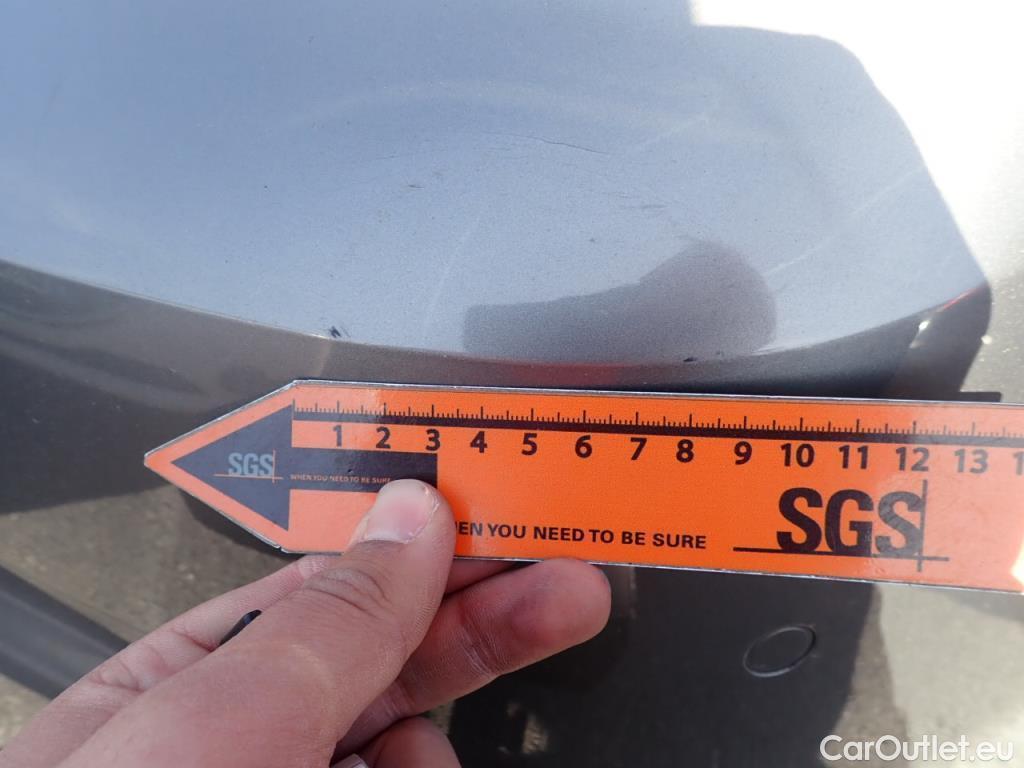 1 2 3 4 5 6 7 8 9 10 11 12 13 1
SGS WHEN YOU NEED TO BE SURE
EN YOU NEED TO BE SURE
SGS
CarOutlet.eu